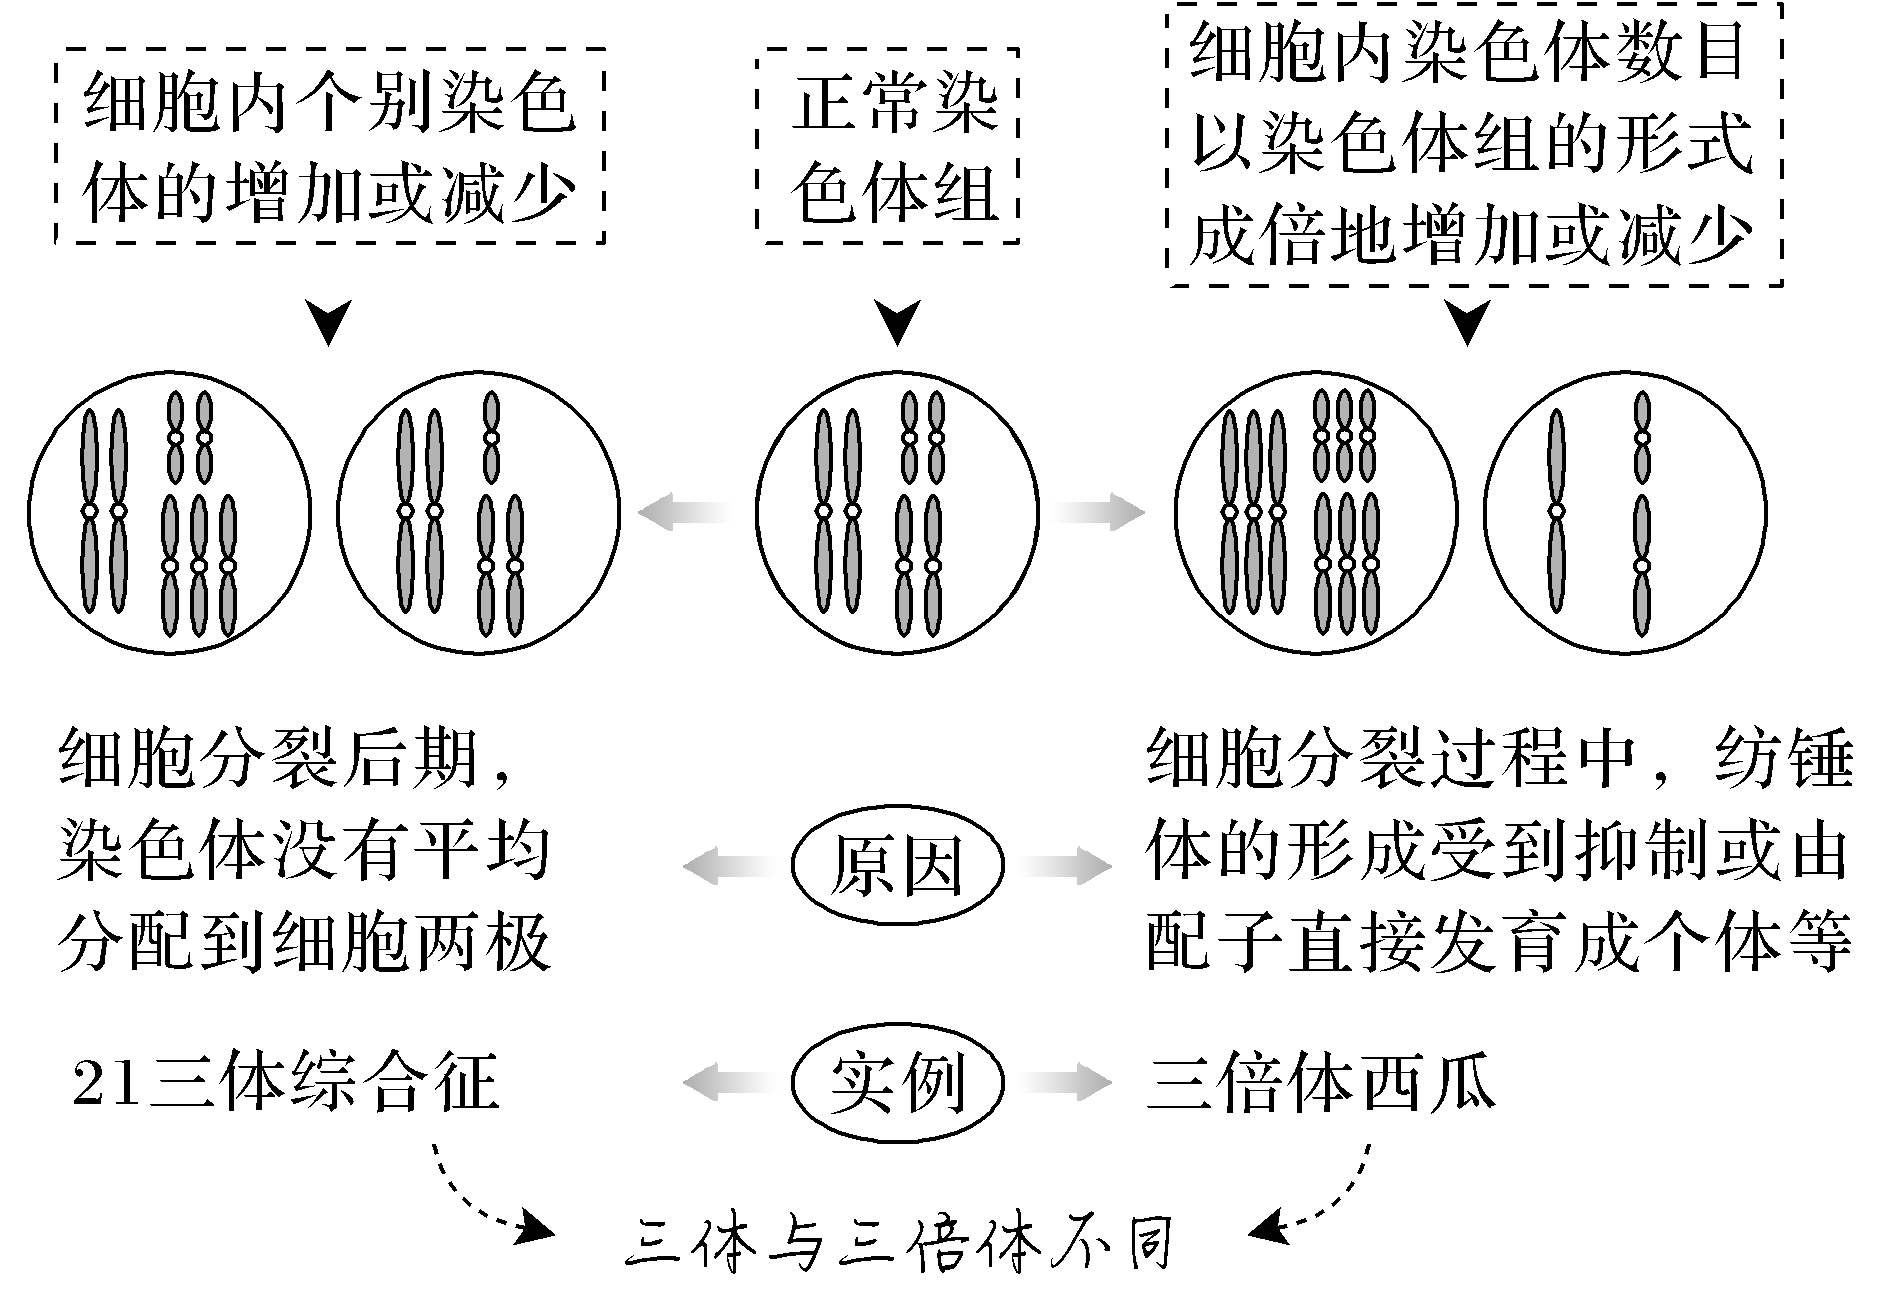 细胞内个别染色
体的增加或减少
正常染
色体组
细胞内染色体数目
以染色体组的形式
成倍地增加或减少
细胞分裂后期，
染色体没有平均
分配到细胞两极
原因
细胞分裂过程中，纺锤
体的形成受到抑制或由
配子直接发育成个体等
21三体综合征
实例
三倍体西瓜
三体与三倍体不同